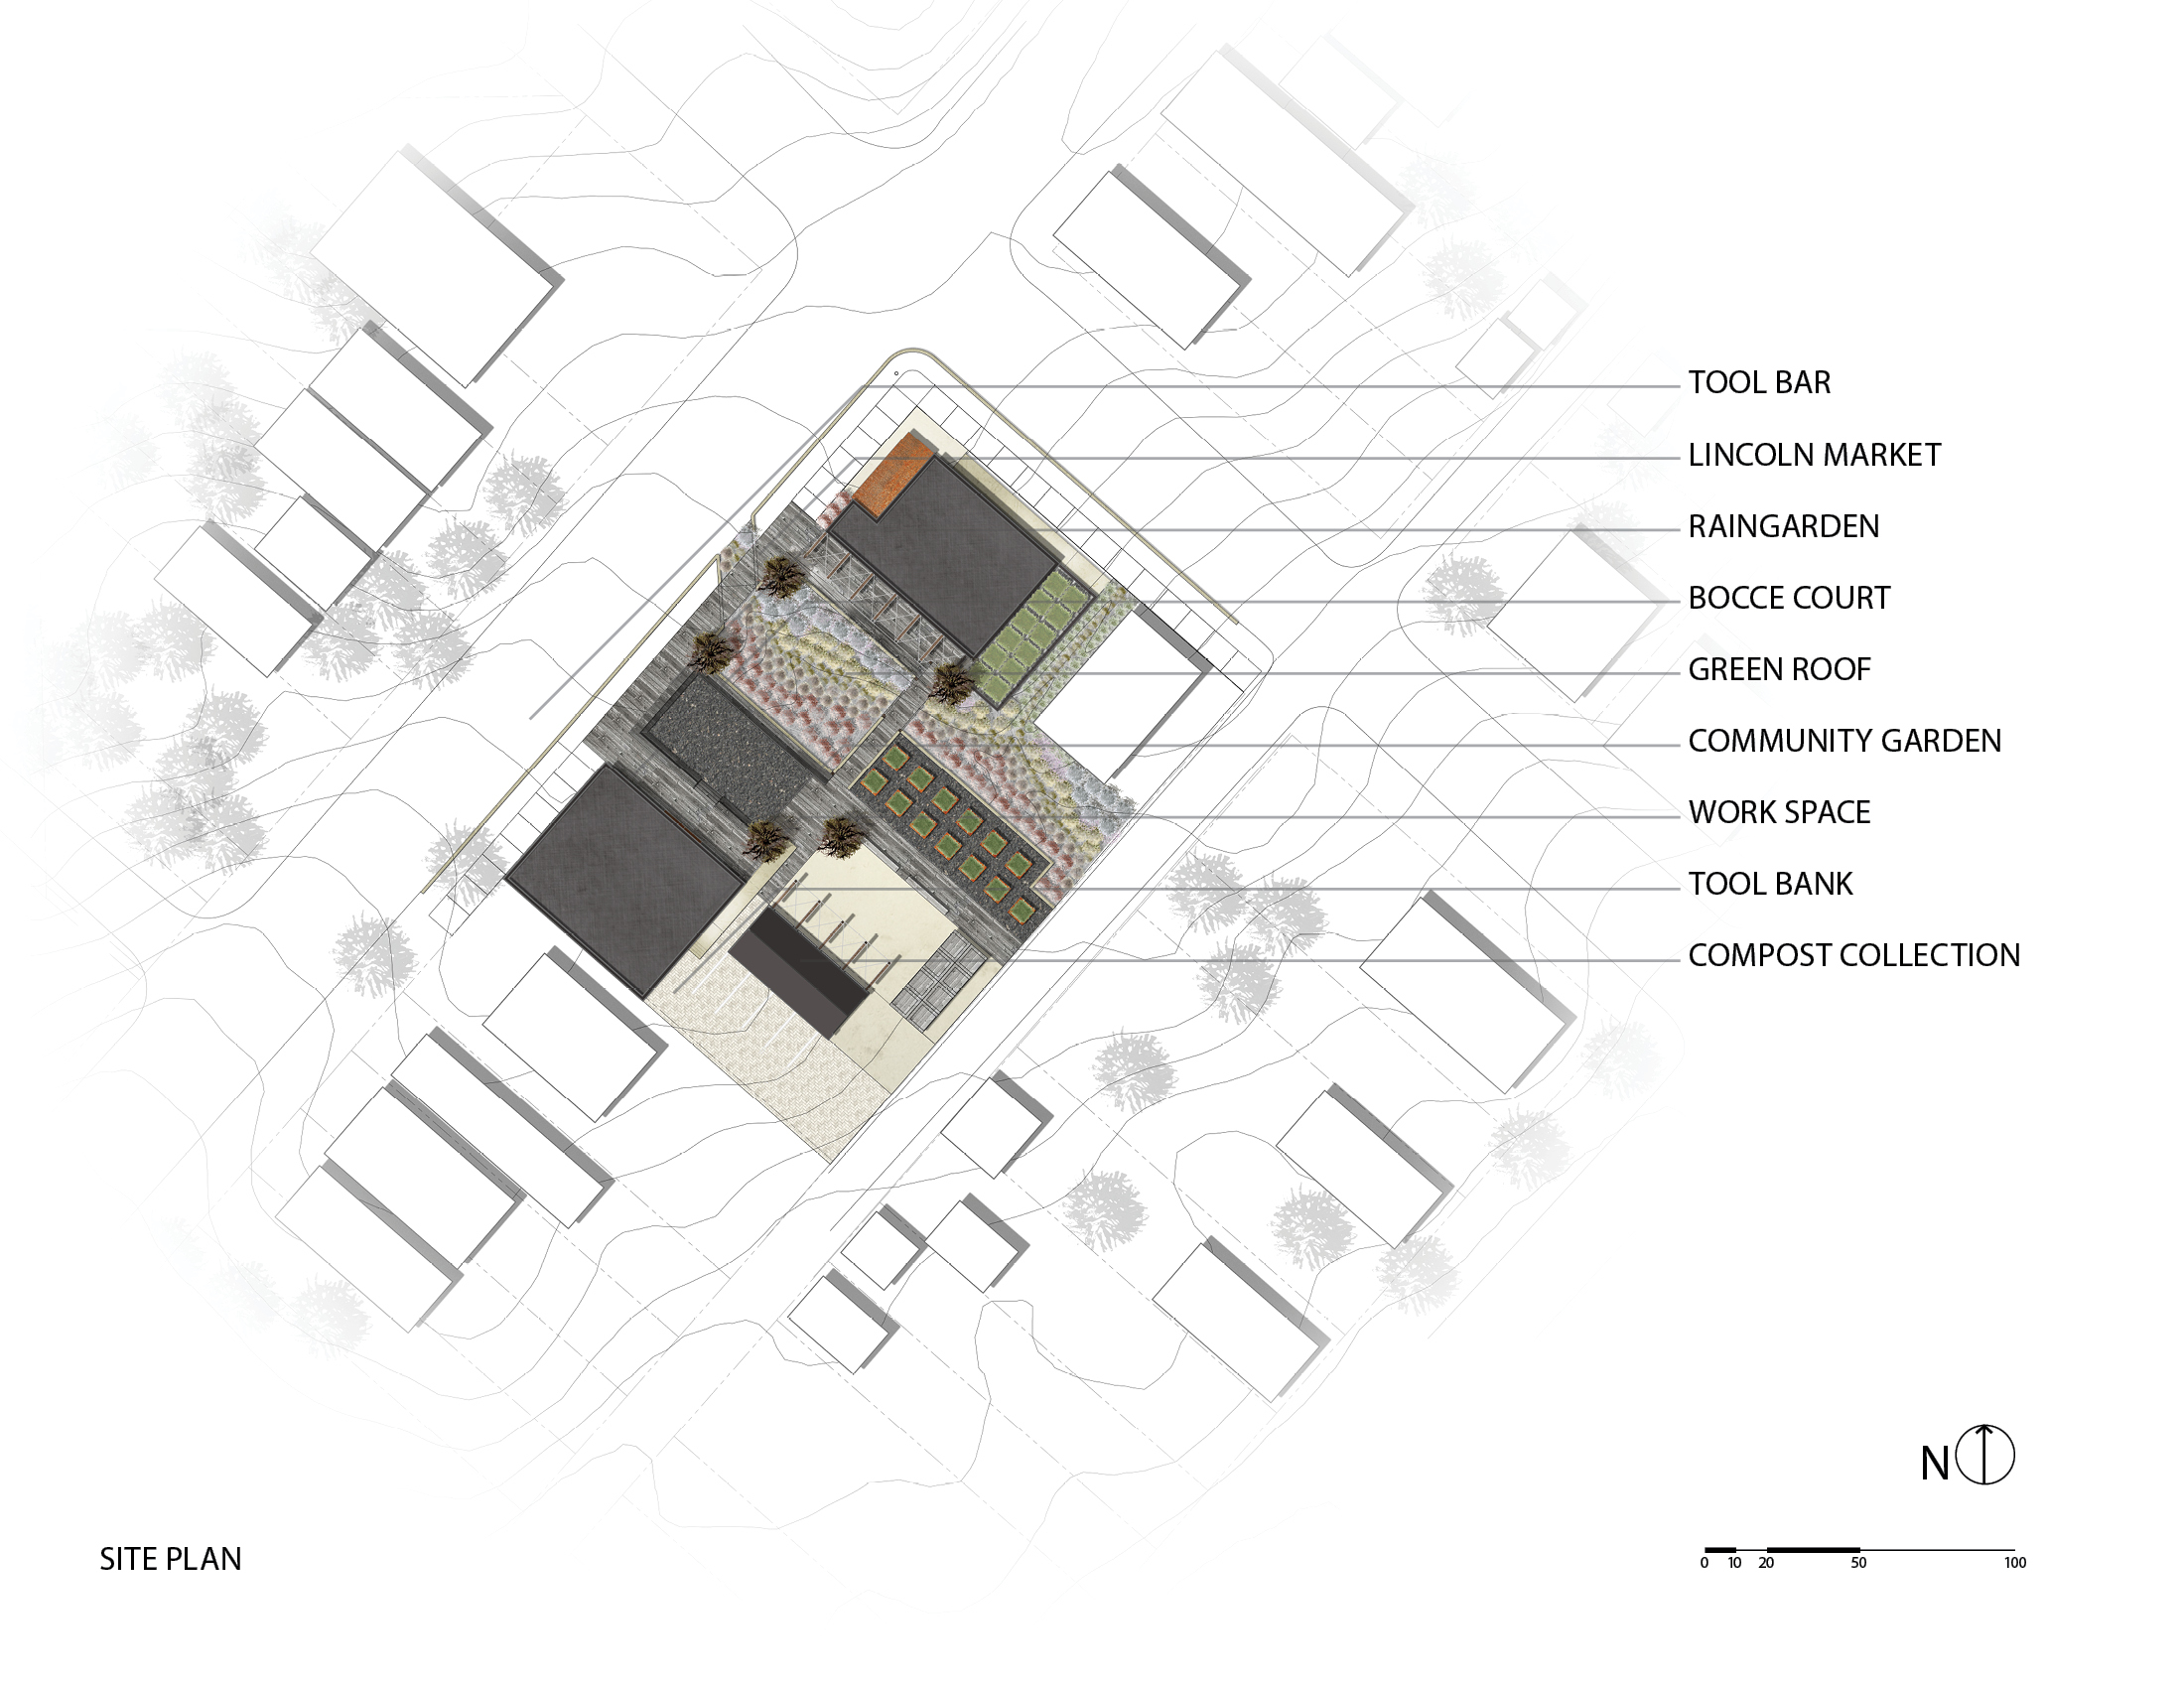 TOOL BAR
LINCOLN MARKET
RAINGARDEN
BOCCE COURT
GREEN ROOF
COMMUNITY GARDEN
WORK SPACE
TOOL BANK
COMPOST COLLECTION
N
SITE PLAN
0 10 20 50 100